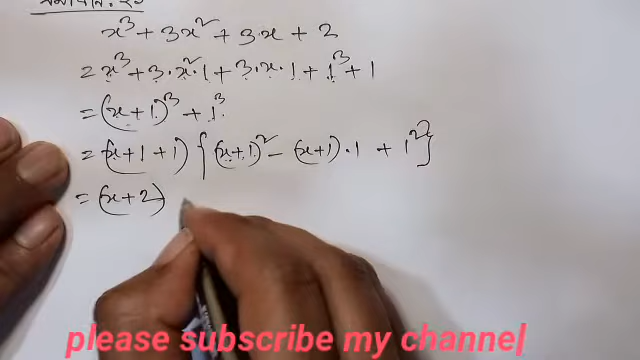 x³ + 3x² + 3x + 2
= x³ + 3·x²·1 + 3·x·1 + 1³ + 1
= (x+1)³ + 1³
= (x+1+1) {(x+1)² - (x+1)·1 + 1²}
= (x+2)
please subscribe my channel